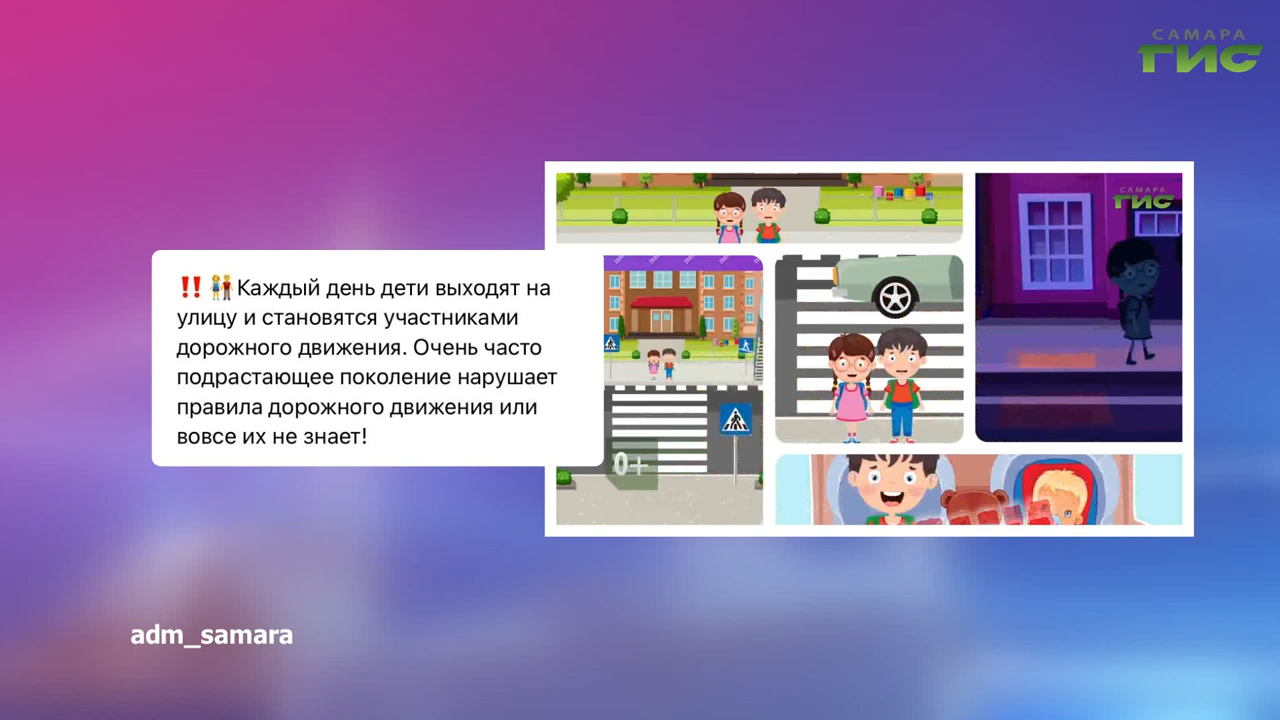 САМАРА
ГИС
САМАРА
ГИС
‼️👫Каждый день дети выходят на
улицу и становятся участниками
дорожного движения. Очень часто
подрастающее поколение нарушает
правила дорожного движения или
вовсе их не знает!
0+
adm_samara